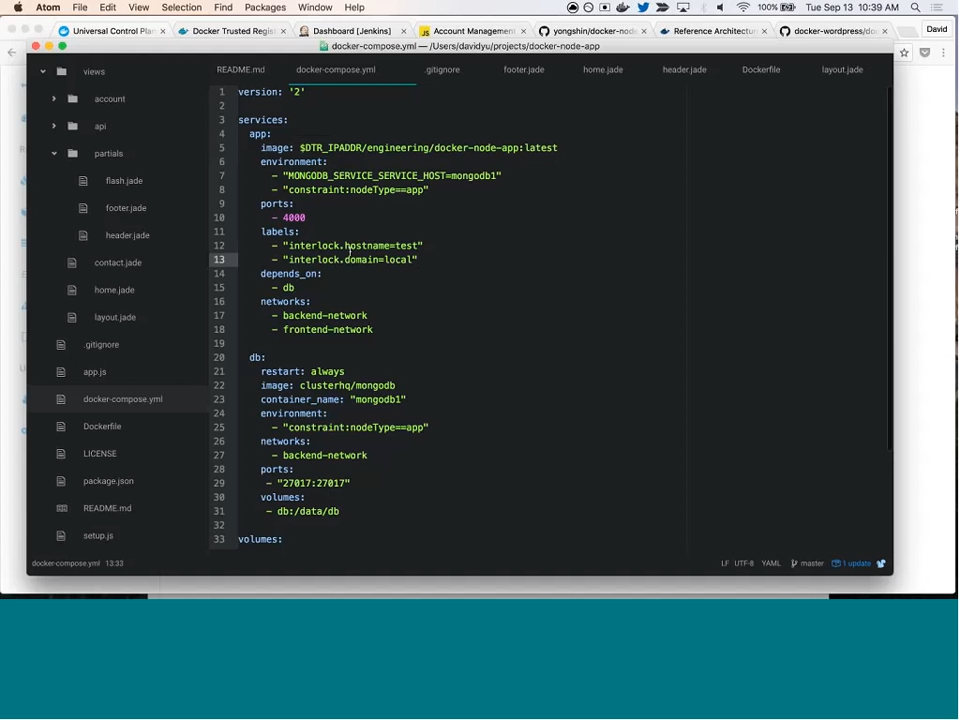 Atom File Edit View Selection Find Packages Window Help 100% Tue Sep 13 10:39 AM
Universal Control Pla Docker Trusted Regis Dashboard [Jenkins] Account Management yongshin/docker-node Reference Architectur docker-wordpress/doc David
docker-compose.yml — /Users/davidyu/projects/docker-node-app
views
account
api
partials
flash.jade
footer.jade
header.jade
contact.jade
home.jade
layout.jade
.gitignore
app.js
docker-compose.yml
Dockerfile
LICENSE
package.json
README.md
setup.js
README.md docker-compose.yml .gitignore footer.jade home.jade header.jade Dockerfile layout.jade
1 version: '2'
2
3 services:
4 app:
5 image: $DTR_IPADDR/engineering/docker-node-app:latest
6 environment:
7 - "MONGODB_SERVICE_SERVICE_HOST=mongodb1"
8 - "constraint:nodeType==app"
9 ports:
10 - 4000
11 labels:
12 - "interlock.hostname=test"
13 - "interlock.domain=local"
14 depends_on:
15 - db
16 networks:
17 - backend-network
18 - frontend-network
19
20 db:
21 restart: always
22 image: clusterhq/mongodb
23 container_name: "mongodb1"
24 environment:
25 - "constraint:nodeType==app"
26 networks:
27 - backend-network
28 ports:
29 - "27017:27017"
30 volumes:
31 - db:/data/db
32
33 volumes:
docker-compose.yml 13:33 LF UTF-8 YAML master 1 update